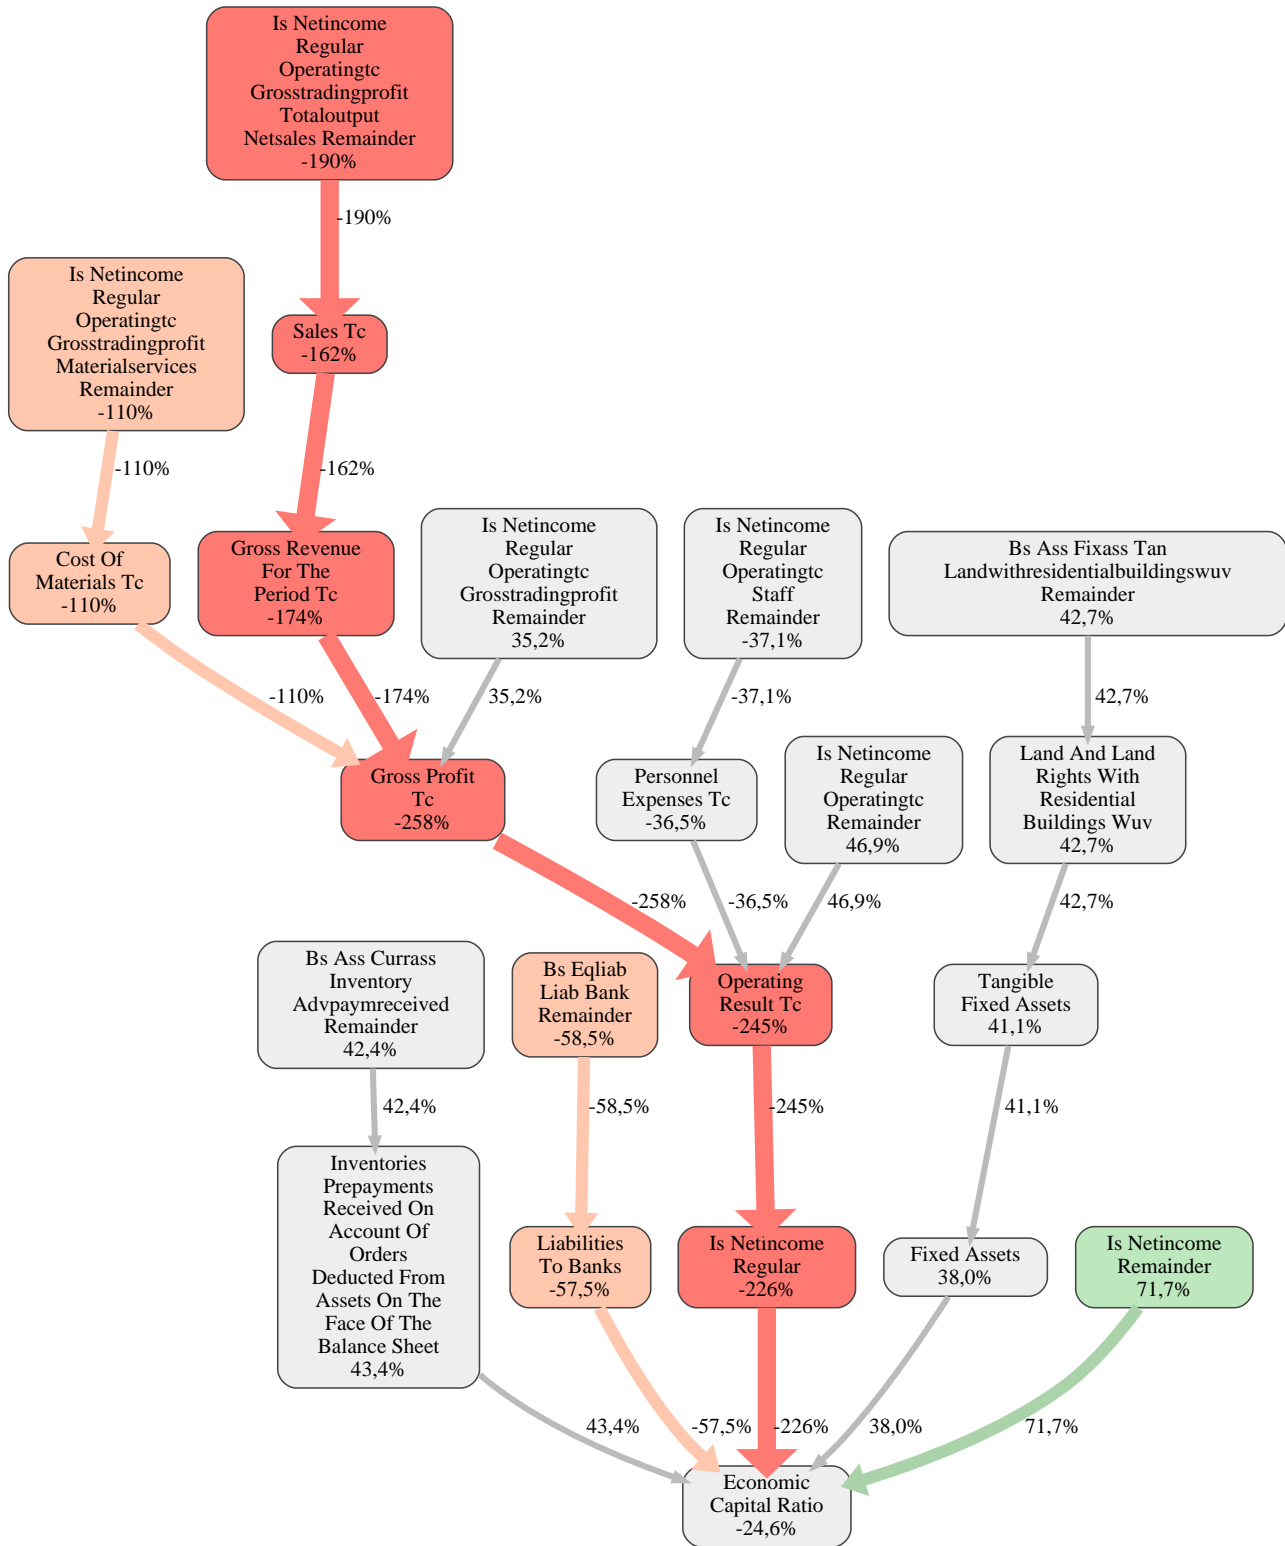 Is Netincome
Regular
Operatingtc
Grosstradingprofit
Totaloutput
Netsales Remainder
-190%
-190%
Is Netincome
Regular
Operatingtc
Grosstradingprofit
Materialservices
Remainder
-110%
Sales Tc
-162%
-110%
-162%
Cost Of
Materials Tc
-110%
Gross Revenue
For The
Period Tc
-174%
Is Netincome
Regular
Operatingtc
Grosstradingprofit
Remainder
35,2%
Is Netincome
Regular
Operatingtc
Staff
Remainder
-37,1%
Bs Ass Fixass Tan
Landwithresidentialbuildingswuv
Remainder
42,7%
-110%
-174%
35,2%
-37,1%
42,7%
Gross Profit
Tc
-258%
Personnel
Expenses Tc
-36,5%
Is Netincome
Regular
Operatingtc
Remainder
46,9%
Land And Land
Rights With
Residential
Buildings Wuv
42,7%
-258%
-36,5%
46,9%
42,7%
Bs Ass Currass
Inventory
Advpaymreceived
Remainder
42,4%
Bs Eqliab
Liab Bank
Remainder
-58,5%
Operating
Result Tc
-245%
Tangible
Fixed Assets
41,1%
42,4%
-58,5%
-245%
41,1%
Inventories
Prepayments
Received On
Account Of
Orders
Deducted From
Assets On The
Face Of The
Balance Sheet
43,4%
Liabilities
To Banks
-57,5%
Is Netincome
Regular
-226%
Fixed Assets
38,0%
Is Netincome
Remainder
71,7%
43,4%
-57,5%
-226%
38,0%
71,7%
Economic
Capital Ratio
-24,6%